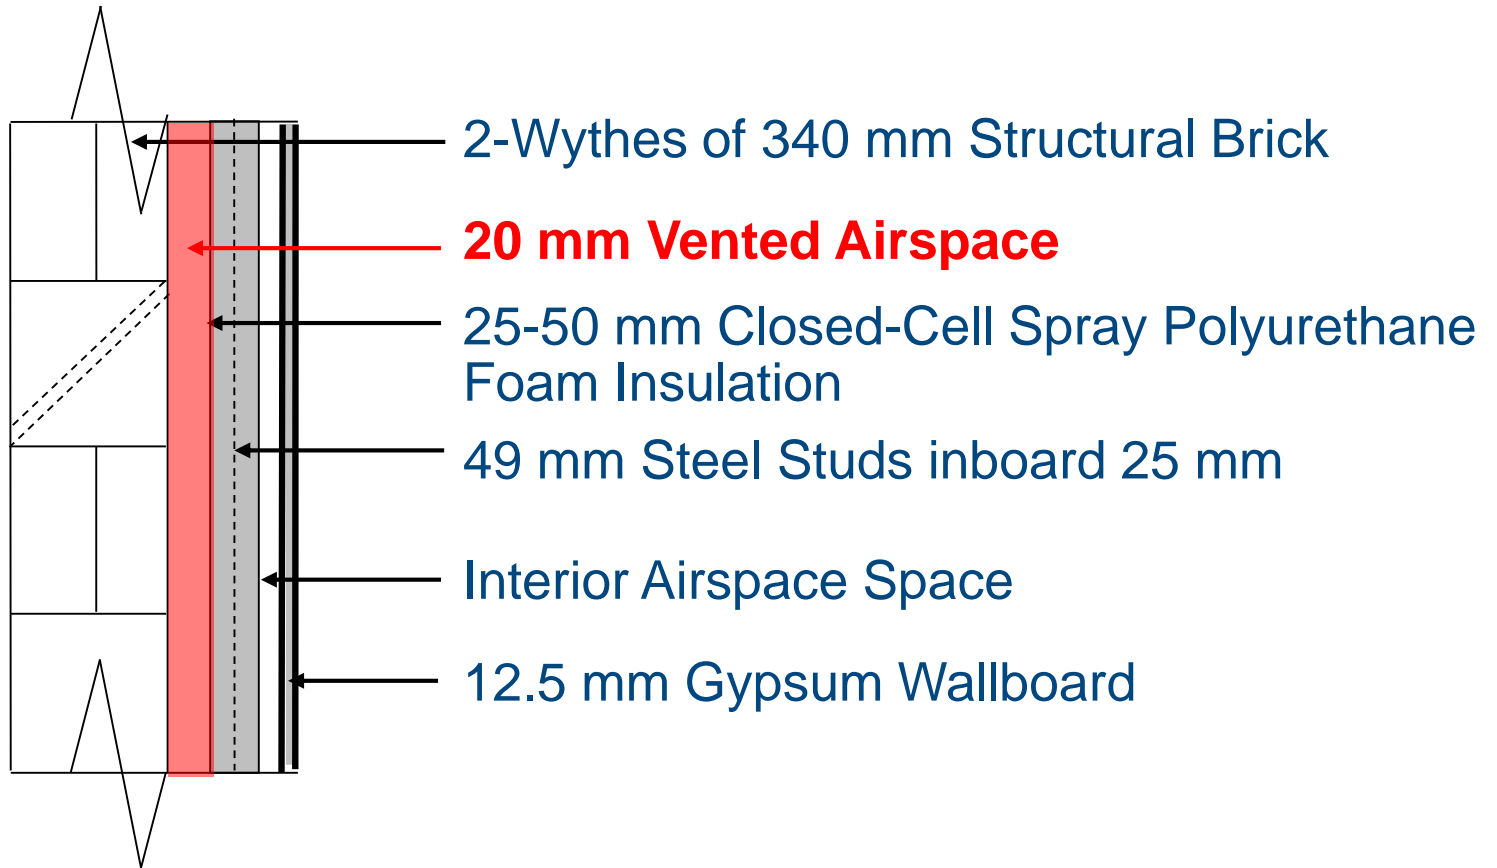 2-Wythes of 340 mm Structural Brick
20 mm Vented Airspace
25-50 mm Closed-Cell Spray Polyurethane
Foam Insulation
49 mm Steel Studs inboard 25 mm
Interior Airspace Space
12.5 mm Gypsum Wallboard